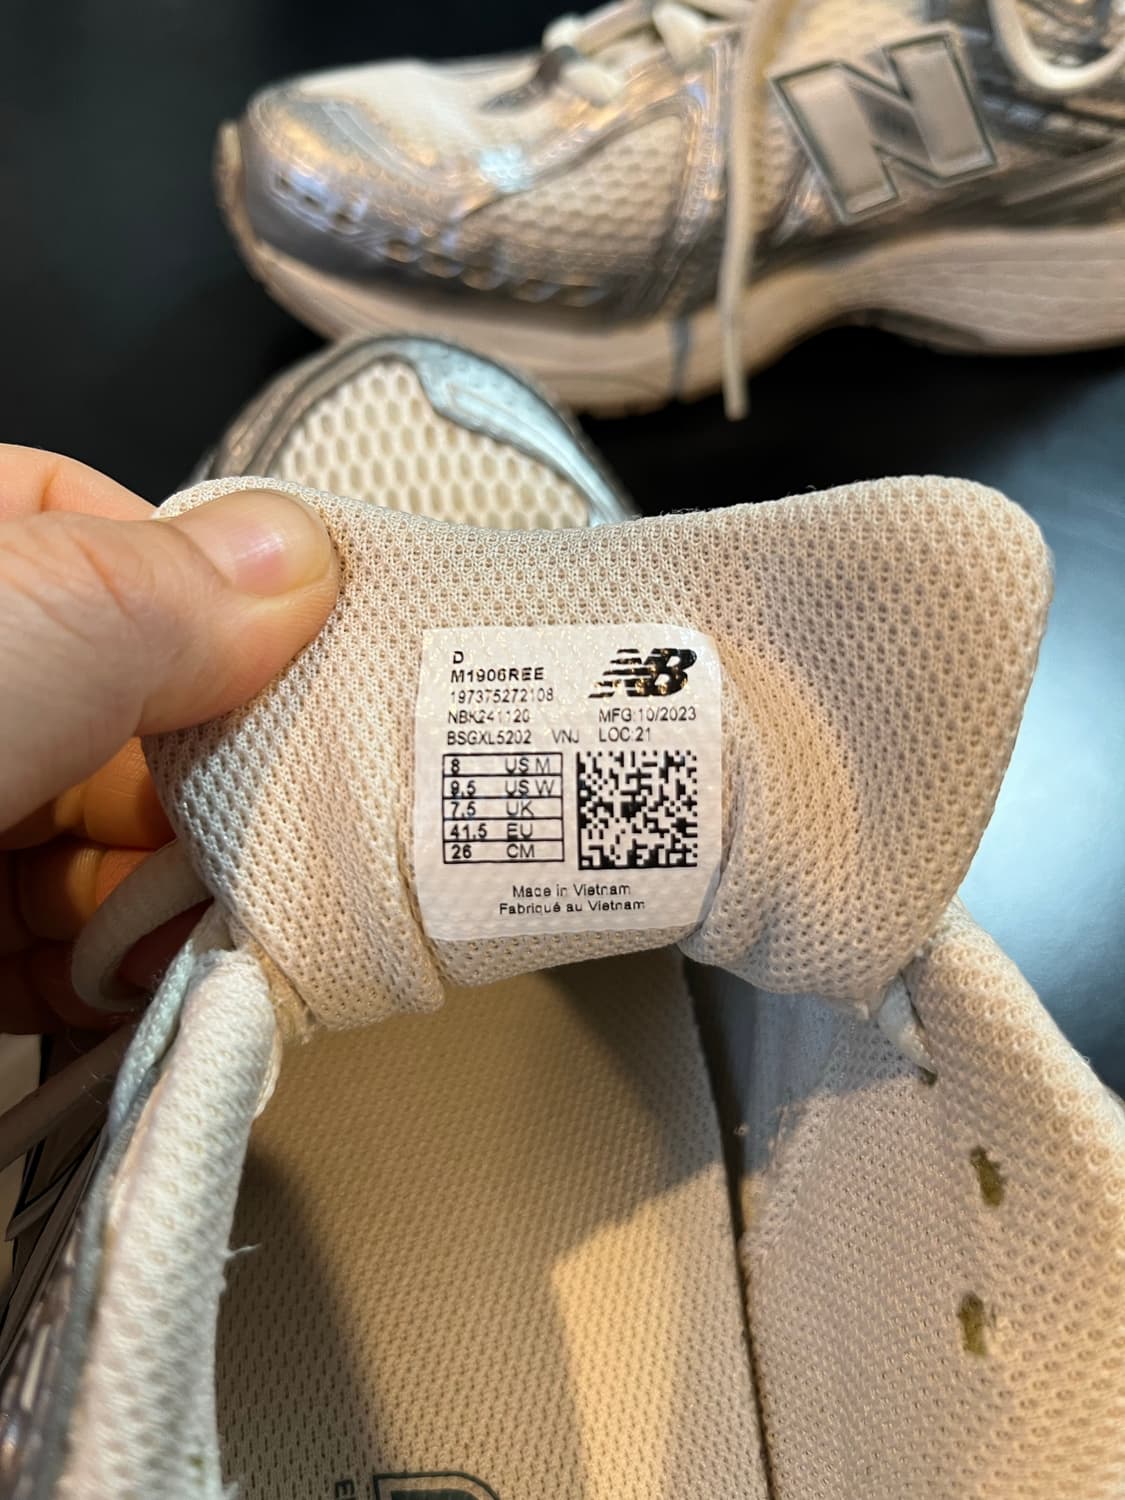 N
D
M1906REE
197375272108
NBK241120 MFG:10/2023
BSGXL5202 VNJ LOC:21
NB
8 US M
9.5 US W
7.5 UK
41.5 EU
26 CM
Made in Vietnam
Fabriqué au Vietnam